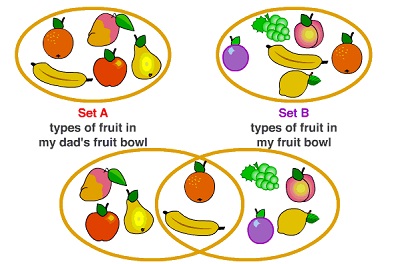 Set A
types of fruit in
my dad's fruit bowl
Set B
types of fruit in
my fruit bowl